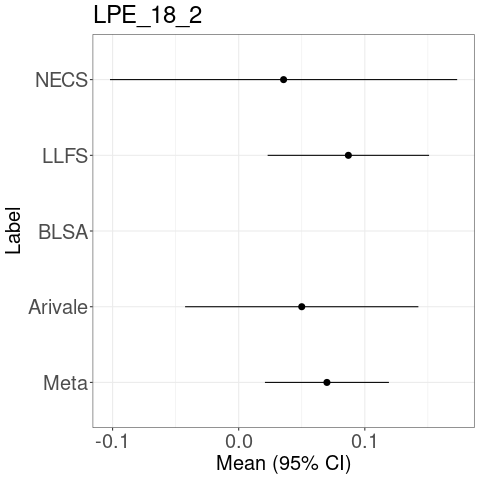 LPE_18_2
NECS
LLFS
BLSA
Arivale
Meta
Label
-0.1 0.0 0.1
Mean (95% CI)